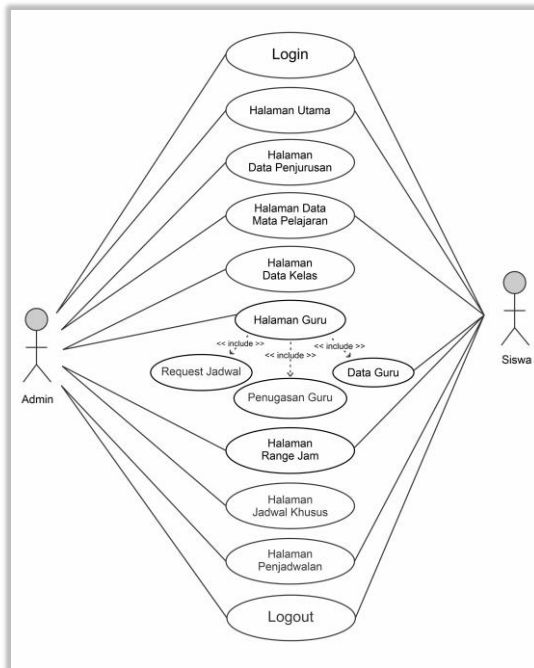 Login
Halaman Utama
Halaman
Data Penjurusan
Halaman Data
Mata Pelajaran
Halaman
Data Kelas
Halaman Guru
<< include >>
<< include >>
<< include >>
Request Jadwal
Data Guru
Penugasan Guru
Admin
Siswa
Halaman
Range Jam
Halaman
Jadwal Khusus
Halaman
Penjadwalan
Logout